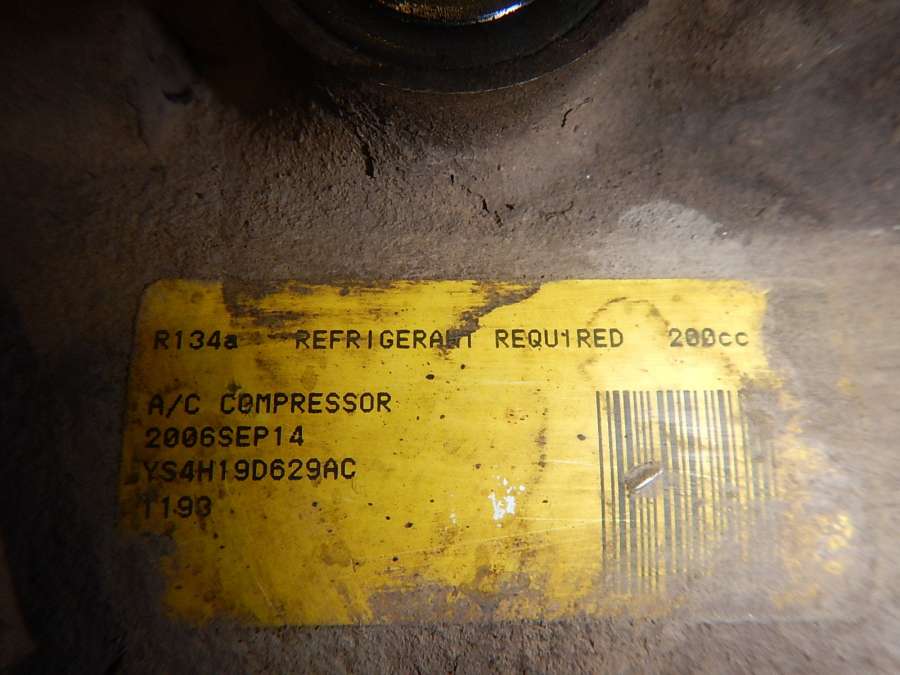 R134a REFRIGERANT REQUIRED 200cc
A/C COMPRESSOR
2006SEP14
YS4H19D629AC
T193